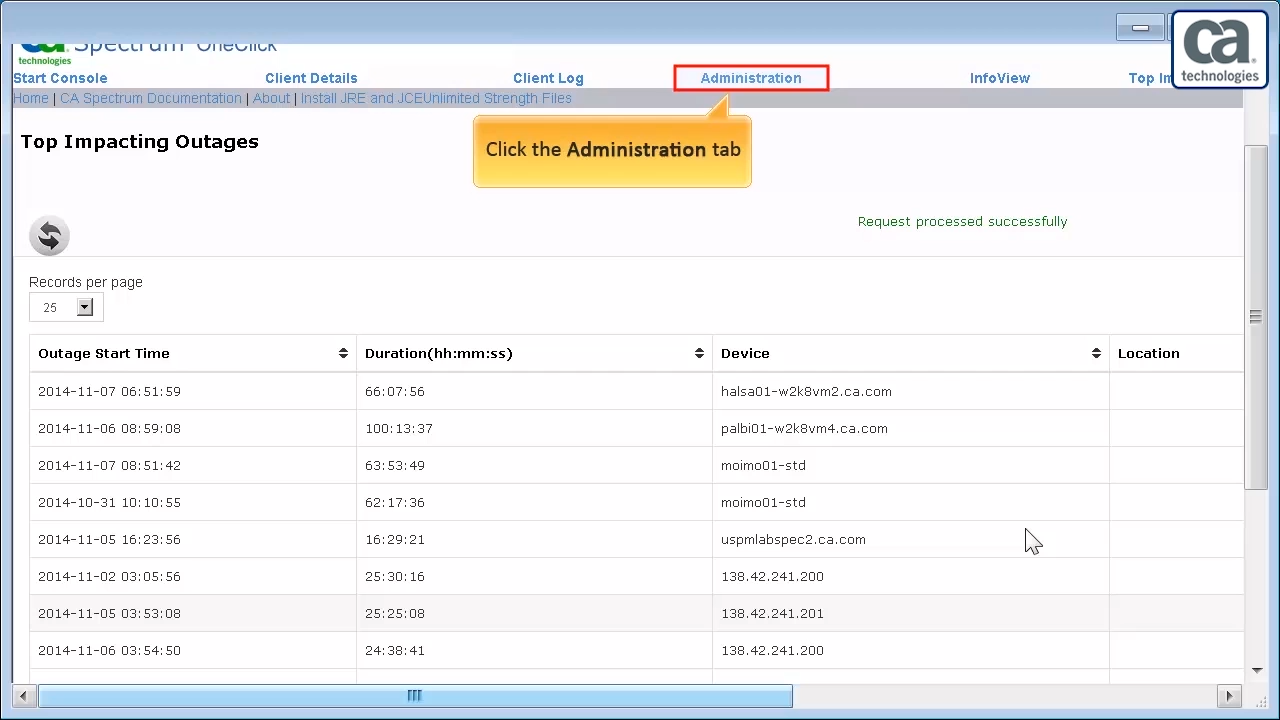 ca Spectrum OneClick
technologies
ca
technologies
Start Console Client Details Client Log Administration InfoView Top Im
Home | CA Spectrum Documentation | About | Install JRE and JCEUnlimited Strength Files
Top Impacting Outages
Click the Administration tab
Request processed successfully
Records per page
25
Outage Start Time Duration(hh:mm:ss) Device Location
2014-11-07 06:51:59 66:07:56 halsa01-w2k8vm2.ca.com
2014-11-06 08:59:08 100:13:37 palbi01-w2k8vm4.ca.com
2014-11-07 08:51:42 63:53:49 moimo01-std
2014-10-31 10:10:55 62:17:36 moimo01-std
2014-11-05 16:23:56 16:29:21 uspmlabspec2.ca.com
2014-11-02 03:05:56 25:30:16 138.42.241.200
2014-11-05 03:53:08 25:25:08 138.42.241.201
2014-11-06 03:54:50 24:38:41 138.42.241.200